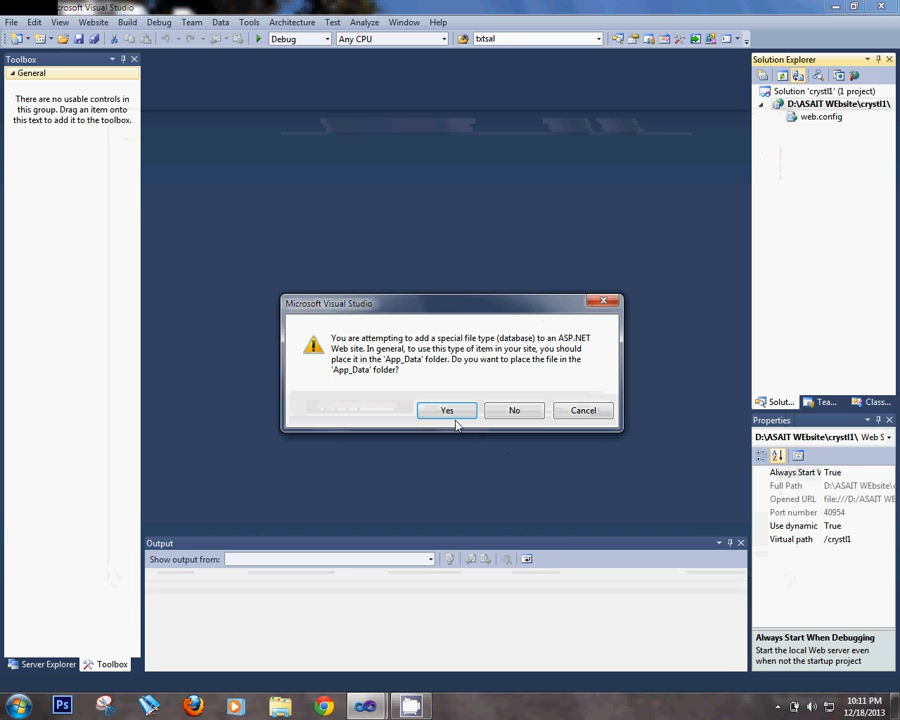 Microsoft Visual Studio
File Edit View Website Build Debug Team Data Tools Architecture Test Analyze Window Help
Debug Any CPU txtsal
Toolbox
General
There are no usable controls in
this group. Drag an item onto
this text to add it to the toolbox.
Server Explorer Toolbox
Microsoft Visual Studio
You are attempting to add a special file type (database) to an ASP.NET
Web site. In general, to use this type of item in your site, you should
place it in the 'App_Data' folder. Do you want to place the file in the
'App_Data' folder?
Yes No Cancel
Output
Show output from:
Solution Explorer
Solution 'crystl1' (1 project)
D:\ASAIT WEbsite\crystl1\
web.config
Solut... Tea... Class...
Properties
D:\ASAIT WEbsite\crystl1\ Web S
Always Start V True
Full Path D:\ASAIT WEbsite\
Opened URL file:///D:/ASAIT WE
Port number 40954
Use dynamic True
Virtual path /crystl1
Always Start When Debugging
Start the local Web server even
when not the startup project
Ps
10:11 PM
12/18/2013